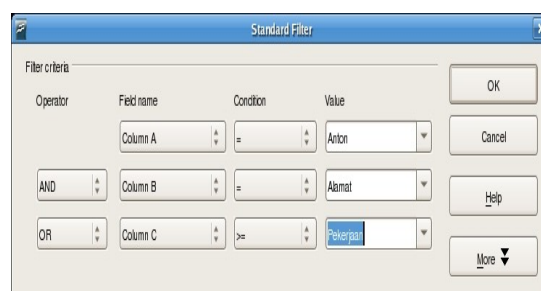 Standard Filter
Filter criteria
OK
Operator Field name Condition Value
Column A = Anton
Cancel
AND Column B = Alamat
Help
OR Column C >= Pekerjaan
More